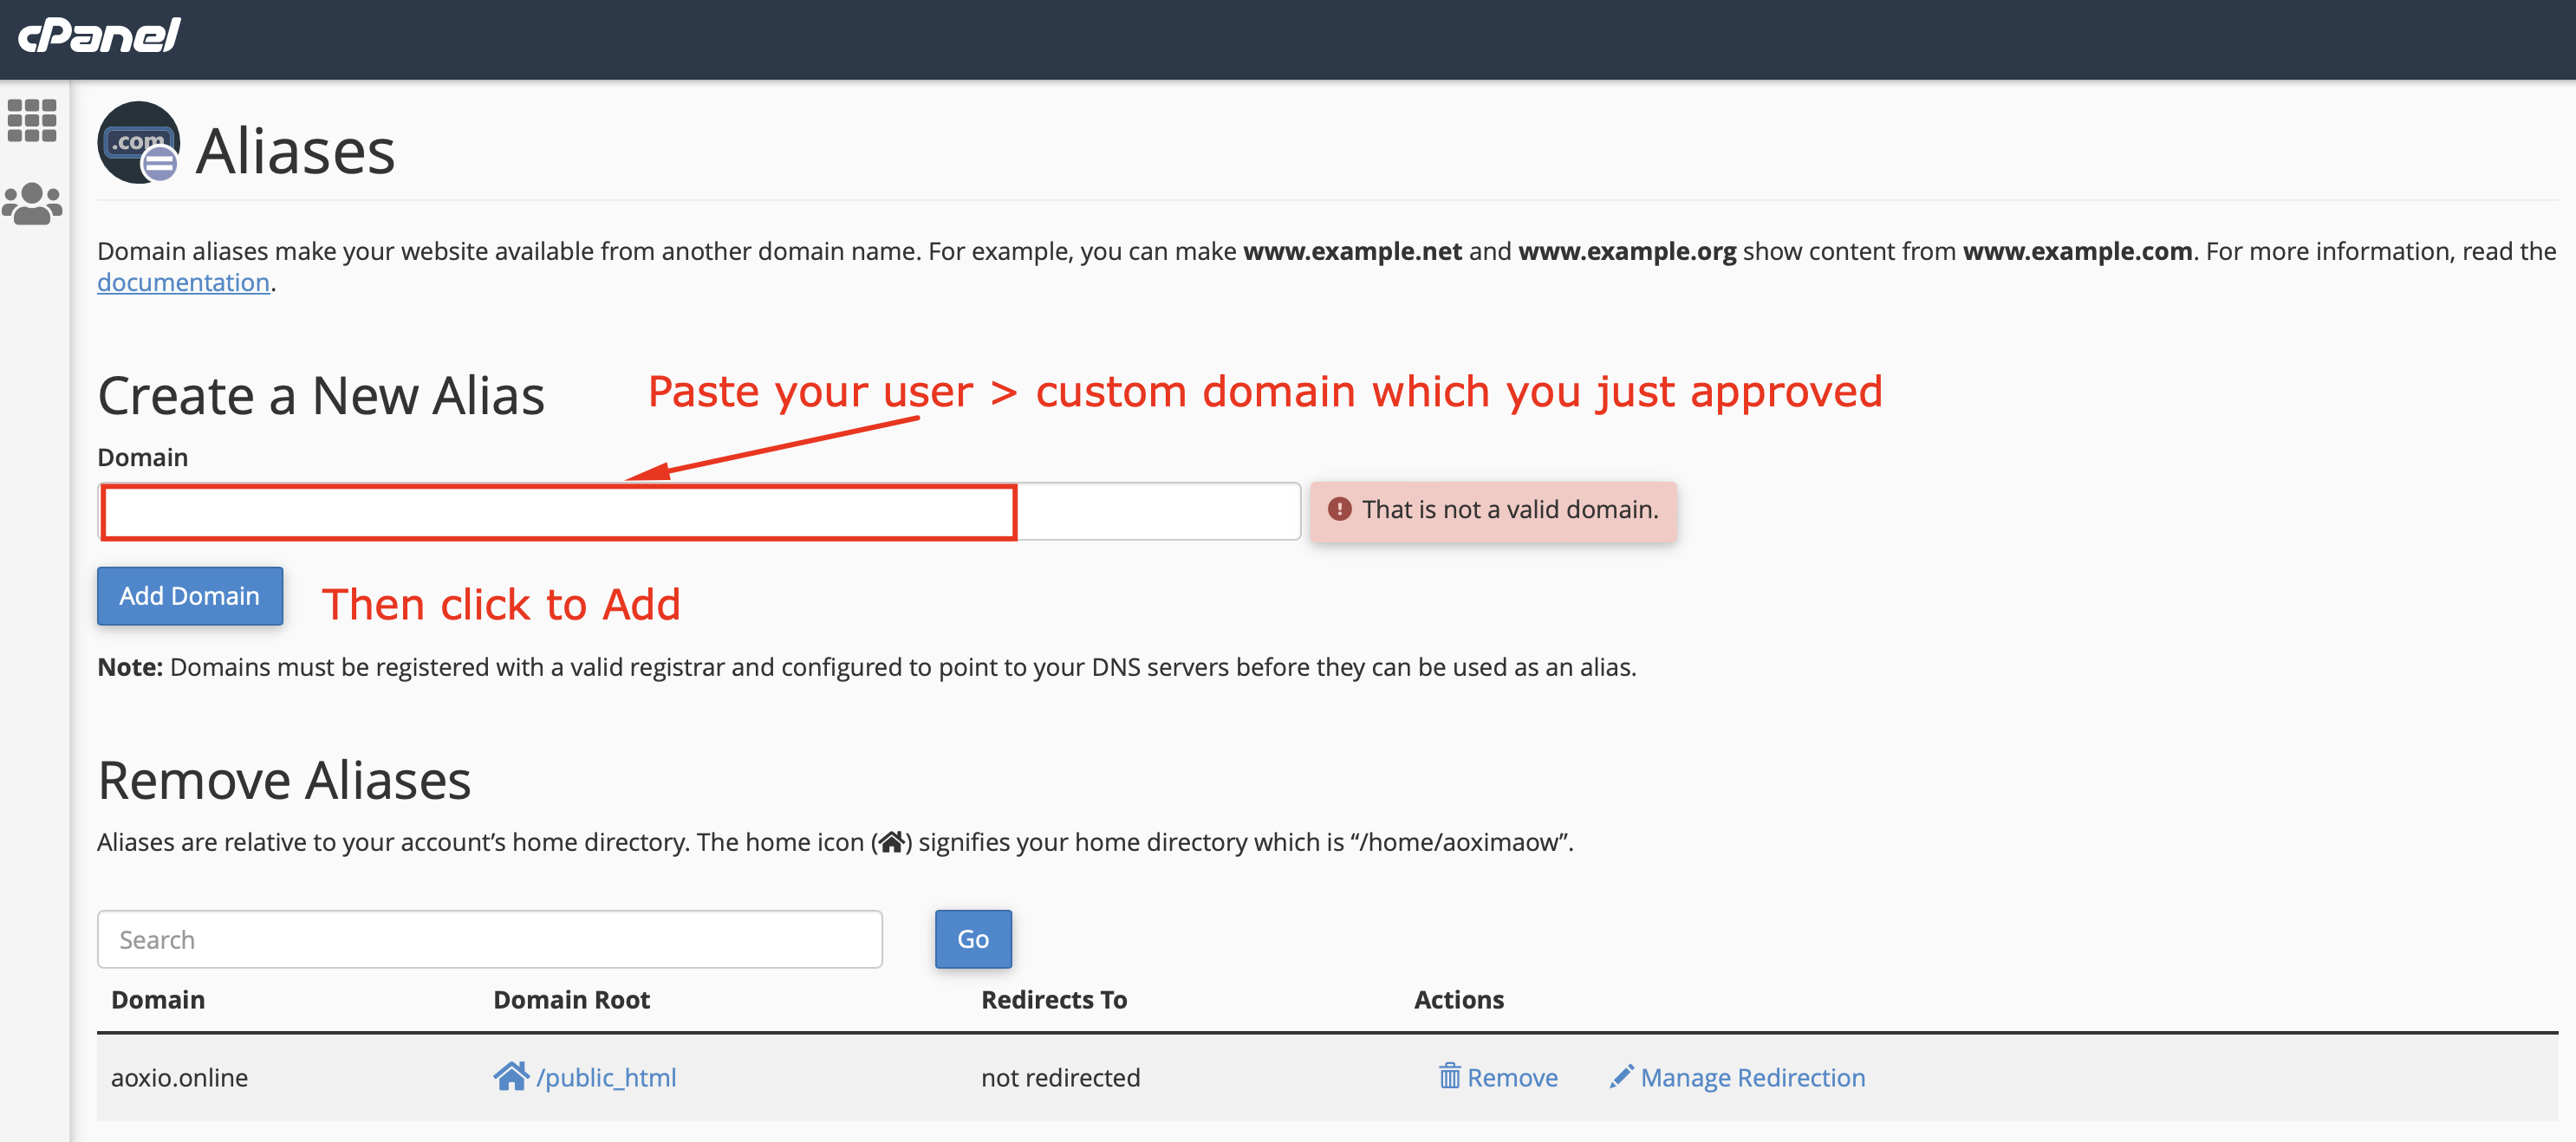 cPanel
.com
Aliases
Domain aliases make your website available from another domain name. For example, you can make www.example.net and www.example.org show content from www.example.com. For more information, read the
documentation.
Create a New Alias
Paste your user > custom domain which you just approved
Domain
That is not a valid domain.
Add Domain
Then click to Add
Note: Domains must be registered with a valid registrar and configured to point to your DNS servers before they can be used as an alias.
Remove Aliases
Aliases are relative to your account’s home directory. The home icon () signifies your home directory which is “/home/aoximaow”.
Search Go
Domain Domain Root Redirects To Actions
aoxio.online /public_html not redirected Remove Manage Redirection